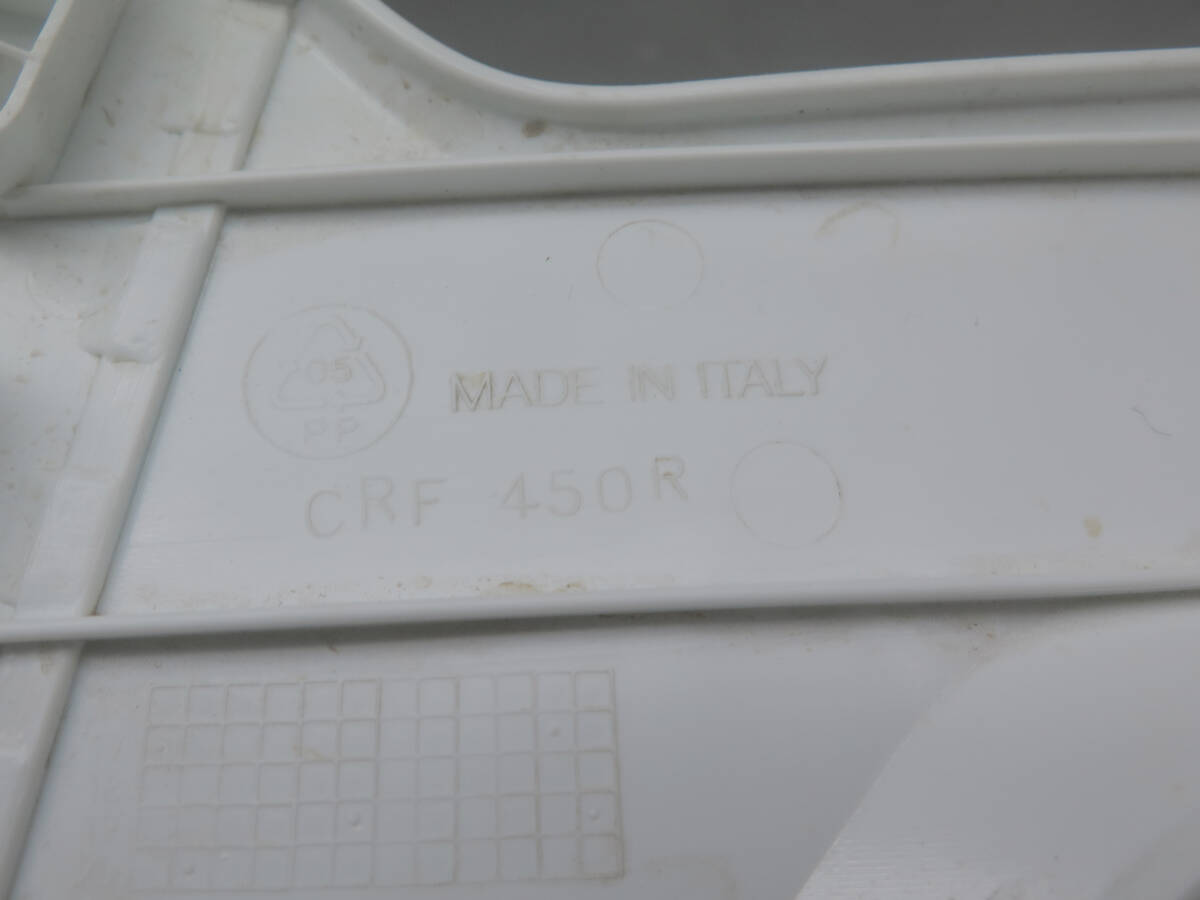 05
PP
MADE IN ITALY
CRF 450R